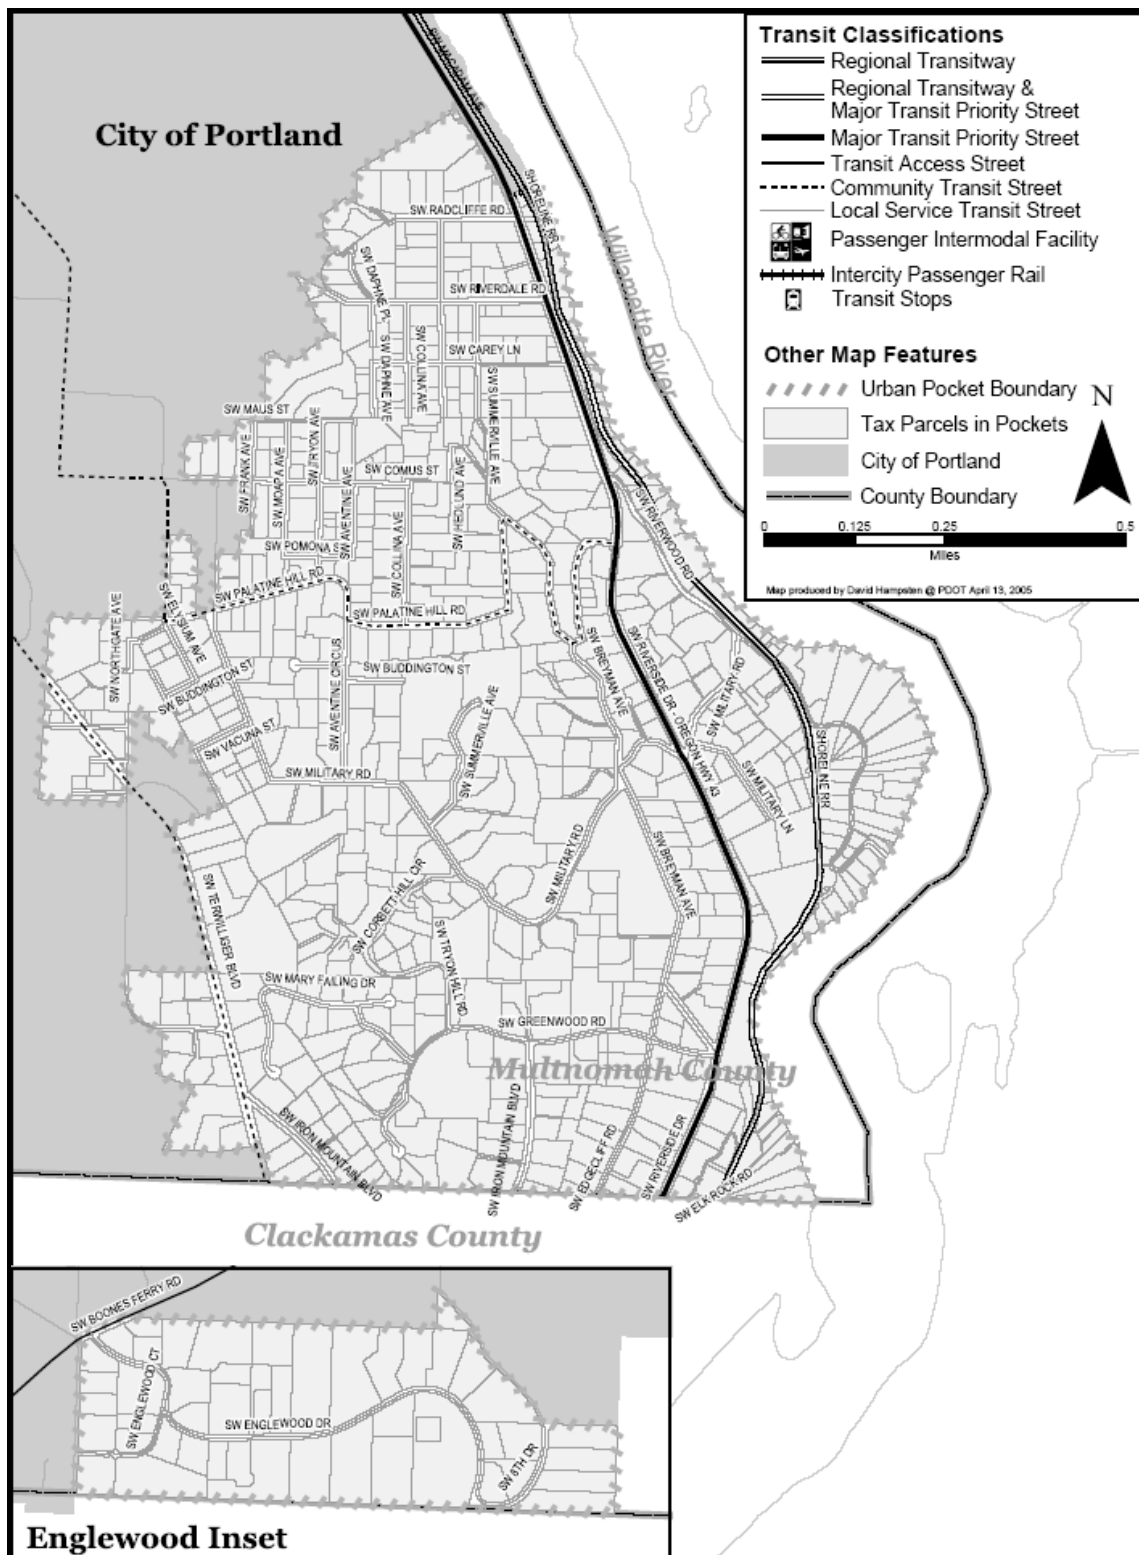 SW MACADAM AVE
City of Portland
Transit Classifications
Regional Transitway
Regional Transitway &
Major Transit Priority Street
Major Transit Priority Street
Transit Access Street
Community Transit Street
Local Service Transit Street
Passenger Intermodal Facility
Intercity Passenger Rail
Transit Stops
Other Map Features
Urban Pocket Boundary
N
Tax Parcels in Pockets
City of Portland
County Boundary
0 0.125 0.25 0.5
Miles
Map produced by David Hampsten @ PDOT April 13, 2005
SHORELINE RR
SW RADCLIFFE RD
Willamette River
SW DAPHNE PL
SW RIVERDALE RD
SW DAPHNE AVE
SW COLLINA AVE
SW CAREY LN
SW SUMMERVILLE AVE
SW MAUS ST
SW FRANK AVE
SW MOAPA AVE
SW TRYON AVE
SW AVENTINE AVE
SW COMUS ST
SW HEDLUND AVE
SW COLLINA AVE
SW RIVERWOOD RD
SW POMONA S
SW PALATINE HILL RD
SW PALATINE HILL RD
SW ELYSIUM AVE
SW NORTHGATE AVE
SW BUDDINGTON ST
SW BUDDINGTON ST
SW AVENTINE CIRCUS
SW BREYMAN AVE
SW RIVERSIDE DR - OREGON HWY 43
SW MILITARY RD
SW VACUNA ST
SW SUMMERVILLE AVE
SW MILITARY RD
SW MILITARY LN
SHORELINE RR
SW MILITARY RD
SW BREYMAN AVE
SW TERWILLIGER BLVD
SW CORBETT HILL CIR
SW TRYON HILL RD
SW MARY FAILING DR
SW GREENWOOD RD
Multnomah County
SW IRON MOUNTAIN BLVD
SW IRON MOUNTAIN BLVD
SW EDGECLIFF RD
SW RIVERSIDE DR
SW ELK ROCK RD
Clackamas County
SW BOONES FERRY RD
SW ENGLEWOOD CT
SW ENGLEWOOD DR
SW 8TH DR
Englewood Inset